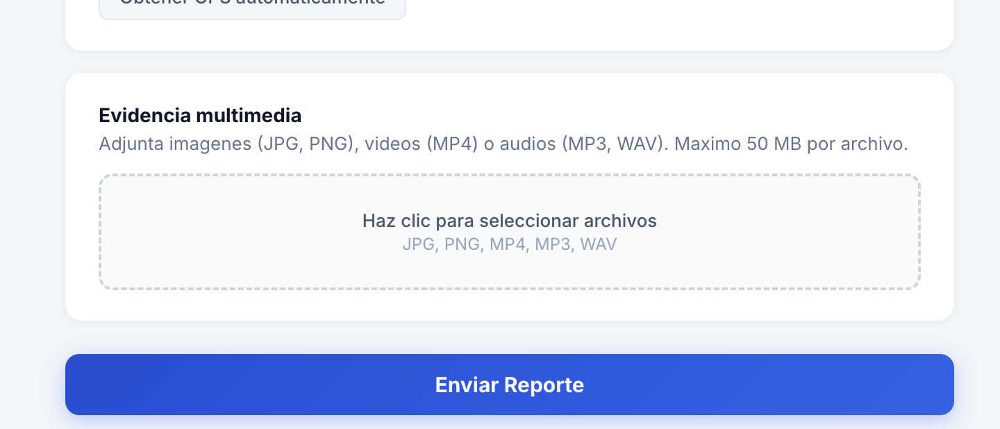 Obtener GPS automaticamente
Evidencia multimedia
Adjunta imagenes (JPG, PNG), videos (MP4) o audios (MP3, WAV). Maximo 50 MB por archivo.
Haz clic para seleccionar archivos
JPG, PNG, MP4, MP3, WAV
Enviar Reporte